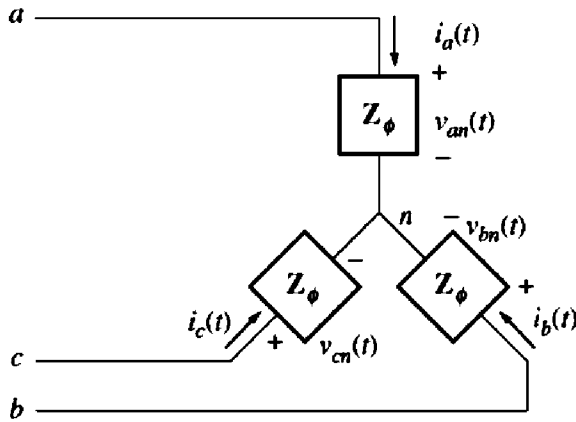 a
i_a(t)
+
Z_ϕ
v_an(t)
−
n
−
v_bn(t)
−
Z_ϕ
Z_ϕ
+
i_c(t)
+
v_cn(t)
i_b(t)
c
b